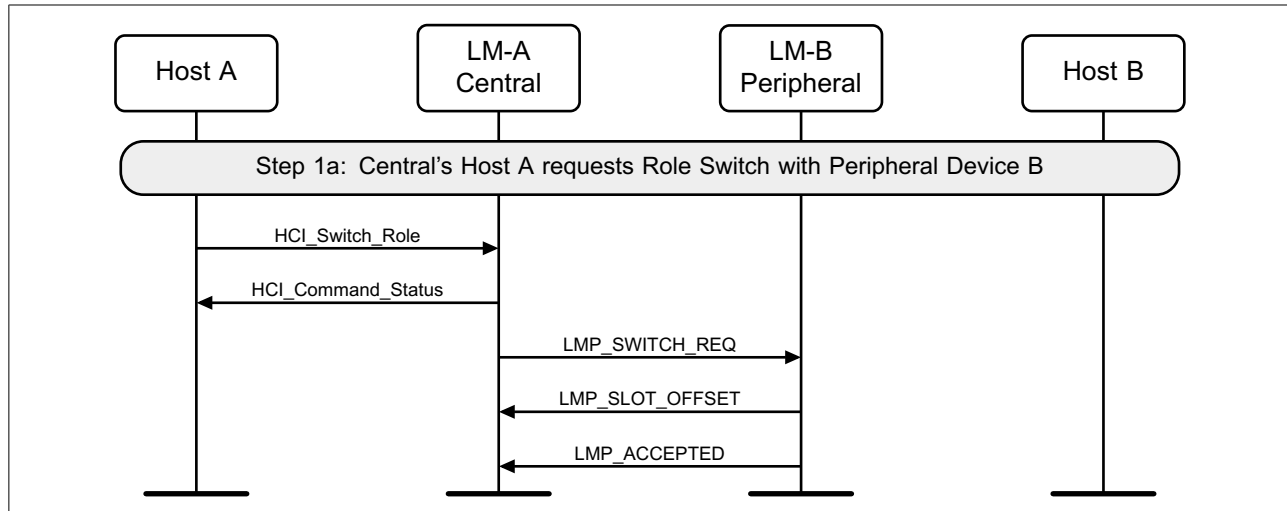 Host A
LM-A
Central
LM-B
Peripheral
Host B
Step 1a: Central's Host A requests Role Switch with Peripheral Device B
HCI_Switch_Role
HCI_Command_Status
LMP_SWITCH_REQ
LMP_SLOT_OFFSET
LMP_ACCEPTED